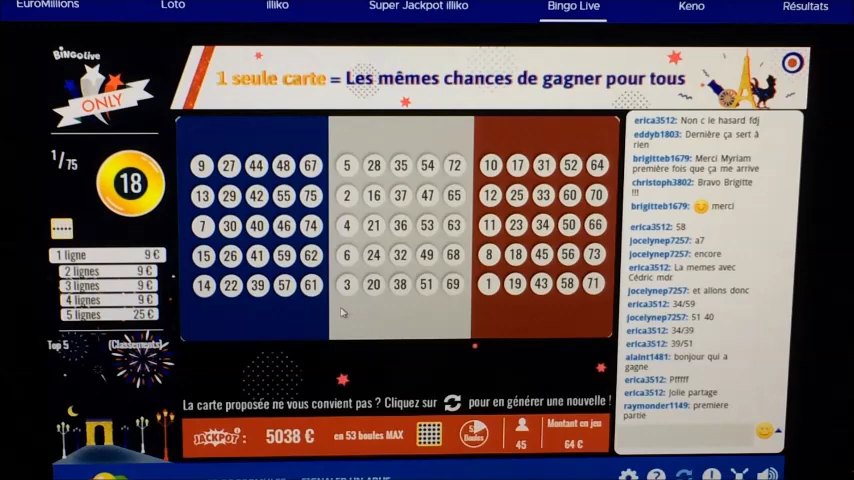 EuroMillions Loto illiko Super Jackpot illiko Bingo Live Keno Résultats
BiNGO Live
ONLY
1 seule carte = Les mêmes chances de gagner pour tous
1/75
18
1 ligne 9 €
2 lignes 9 €
3 lignes 9 €
4 lignes 9 €
5 lignes 25 €
Top 5 (Classements)
9 27 44 48 67
13 29 42 55 75
7 30 40 46 74
15 26 41 59 62
14 22 39 57 61
5 28 35 54 72
2 16 37 47 65
4 21 36 53 63
6 24 32 49 68
3 20 38 51 69
10 17 31 52 64
12 25 33 60 70
11 23 34 50 66
8 18 45 56 73
1 19 43 58 71
erica3512: Non c le hasard fdj
eddyb1803: Dernière ça sert à
rien
brigitteb1679: Merci Myriam
première fois que ça me arrive
christoph3802: Bravo Brigitte
!!!
brigitteb1679: merci
erica3512: 58
jocelynep7257: a7
jocelynep7257: encore
erica3512: La memes avec
Cédric mdr
jocelynep7257: et allons donc
erica3512: 34/59
jocelynep7257: 51 40
erica3512: 34/39
erica3512: 39/51
alaint1481: bonjour qui a
gagne
erica3512: Pfffff
erica3512: Jolie partage
raymonder1149: premiere
partie
La carte proposée ne vous convient pas ? Cliquez sur pour en générer une nouvelle !
JACKPOT : 5038 € en 53 boules MAX
Boules
45
Montant en jeu
64 €